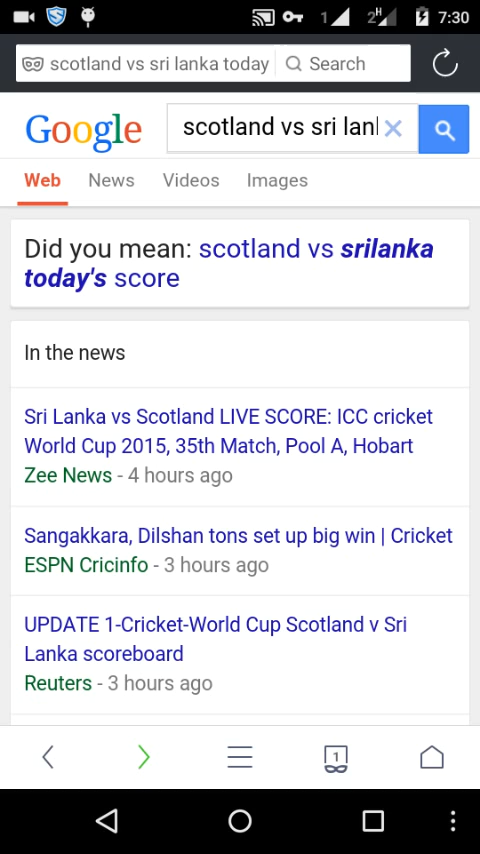 1 2 H 7:30
scotland vs sri lanka today Search
Google scotland vs sri lanl
Web News Videos Images
Did you mean: scotland vs srilanka
today's score
In the news
Sri Lanka vs Scotland LIVE SCORE: ICC cricket
World Cup 2015, 35th Match, Pool A, Hobart
Zee News - 4 hours ago
Sangakkara, Dilshan tons set up big win | Cricket
ESPN Cricinfo - 3 hours ago
UPDATE 1-Cricket-World Cup Scotland v Sri
Lanka scoreboard
Reuters - 3 hours ago
1